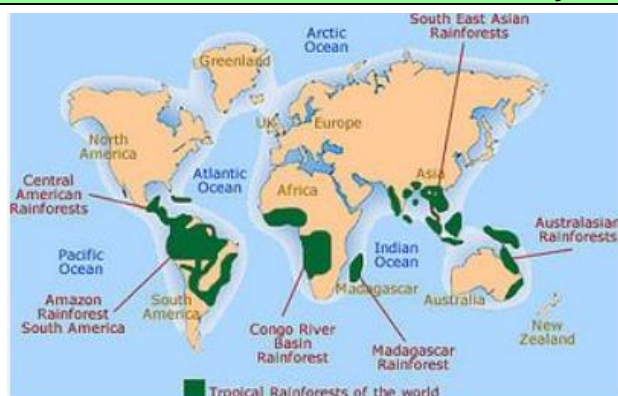 South East Asian
Rainforests
Arctic
Ocean
Greenland
UK
Europe
North
America
Atlantic
Ocean
Asia
Africa
Central
American
Rainforests
Australasian
Rainforests
Pacific
Ocean
Indian
Ocean
Amazon
Rainforest
South America
South
America
Madagascar
Australia
New
Zealand
Congo River
Basin
Rainforest
Madagascar
Rainforest
Tropical Rainforests of the world